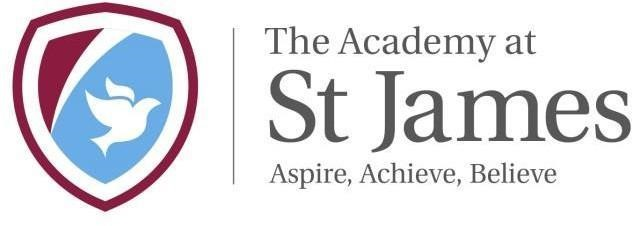 The Academy at
St James
Aspire, Achieve, Believe